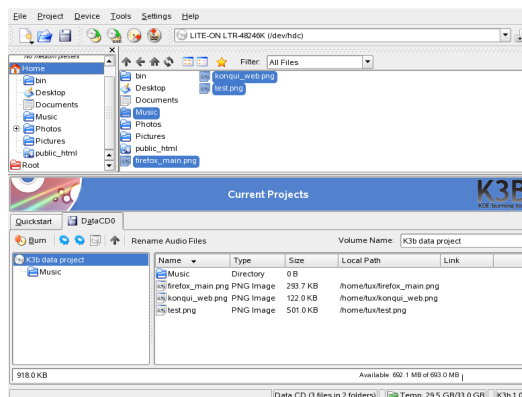 File Project Device Tools Settings Help
LITE-ON LTR-48246K (/dev/hdc)
No medium present
Home
bin
Desktop
Documents
Music
Photos
Pictures
public_html
Root
Filter: All Files
bin
Desktop
Documents
Music
Photos
Pictures
public_html
firefox_main.png
konqui_web.png
test.png
Current Projects
K3B
Quickstart DataCD0
Burn Rename Audio Files Volume Name: K3b data project
K3b data project
Music
Name Type Size Local Path Link
Music Directory 0 B
firefox_main.png PNG Image 293.7 KB /home/tux/firefox_main.png
konqui_web.png PNG Image 122.0 KB /home/tux/konqui_web.png
test.png PNG Image 501.0 KB /home/tux/test.png
918.0 KB Available: 692.1 MB of 693.0 MB
Data CD (3 files in 2 folders) Temp: 29.5 GB/33.0 GB K3b 1.0